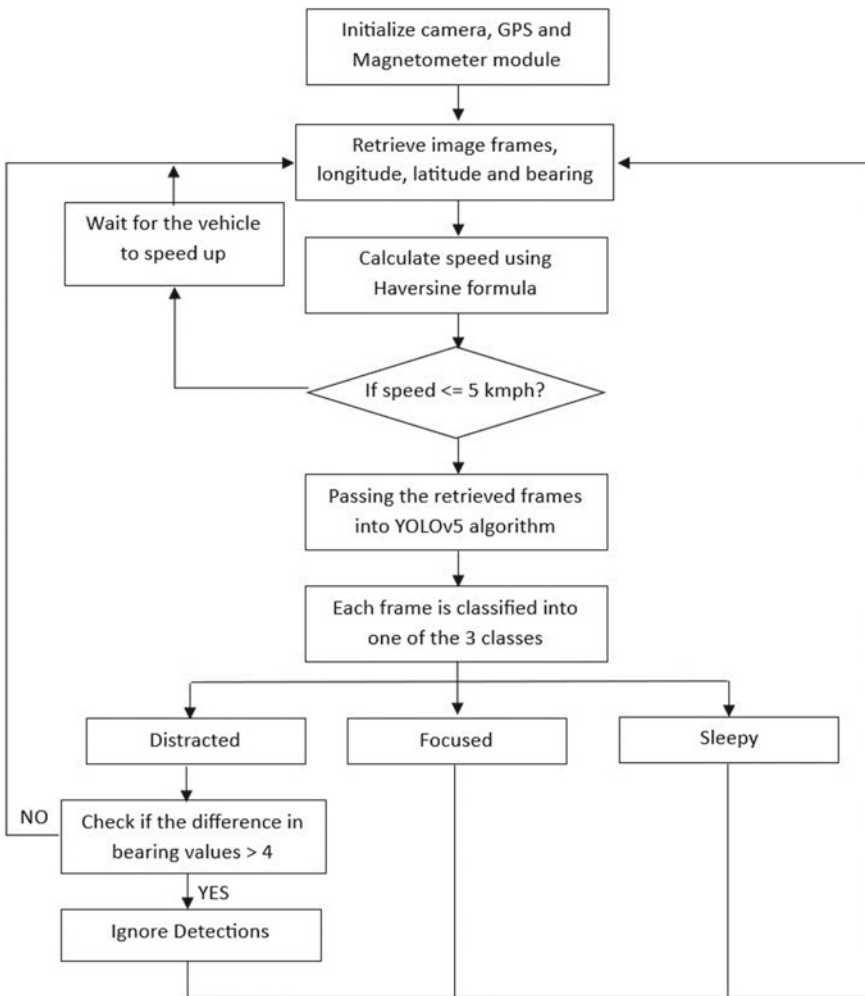 Initialize camera, GPS and
Magnetometer module
Retrieve image frames,
longitude, latitude and bearing
Wait for the vehicle
to speed up
Calculate speed using
Haversine formula
If speed <= 5 kmph?
Passing the retrieved frames
into YOLOv5 algorithm
Each frame is classified into
one of the 3 classes
Distracted
Focused
Sleepy
NO
Check if the difference in
bearing values > 4
YES
Ignore Detections